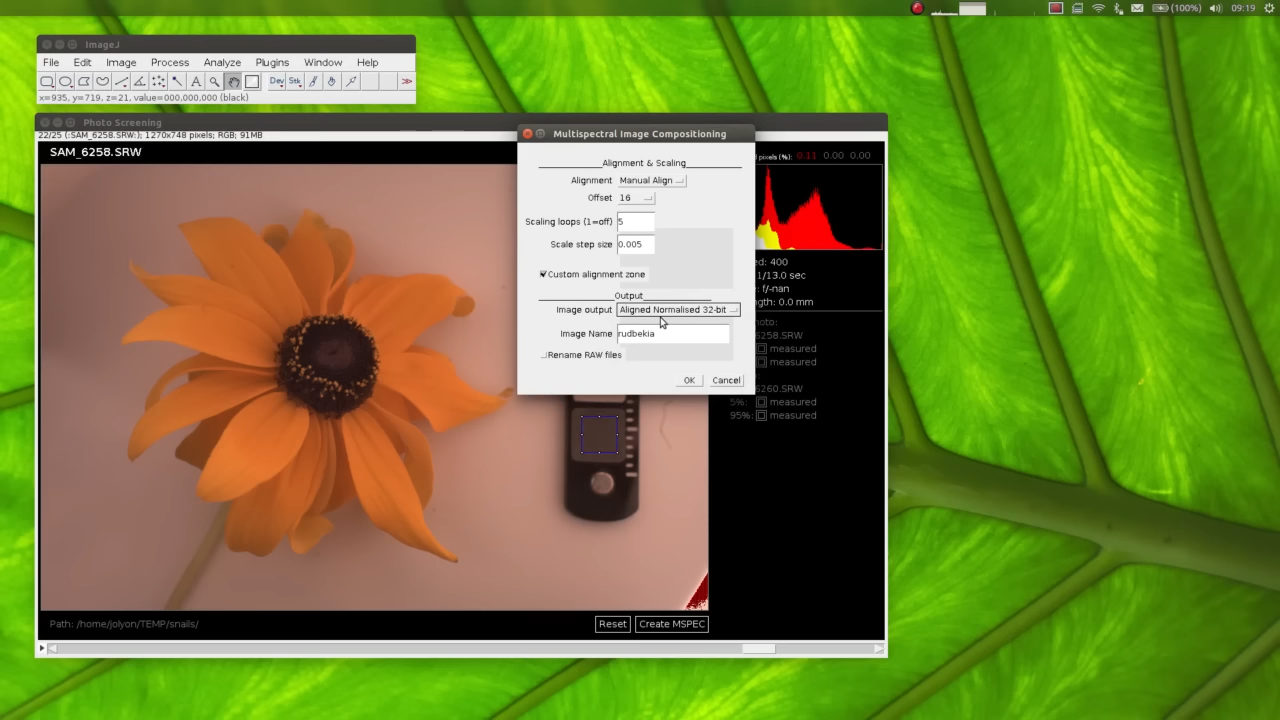 (100%) 09:19
ImageJ
File Edit Image Process Analyze Plugins Window Help
A Dev Stk ≫
x=935, y=719, z=21, value=000,000,000 (black)
Photo Screening
22/25 (:SAM_6258.SRW:); 1270x748 pixels; RGB; 91MB
SAM_6258.SRW
pixels (%): 0.11 0.00 0.00
ed: 400
1/13.0 sec
: f/-nan
gth: 0.0 mm
oto:
6258.SRW
measured
measured
6260.SRW
5%: measured
95%: measured
Multispectral Image Compositioning
Alignment & Scaling
Alignment Manual Align
Offset 16
Scaling loops (1=off) 5
Scale step size 0.005
Custom alignment zone
Output
Image output Aligned Normalised 32-bit
Image Name rudbekia
Rename RAW files
OK Cancel
Path: /home/jolyon/TEMP/snails/
Reset Create MSPEC